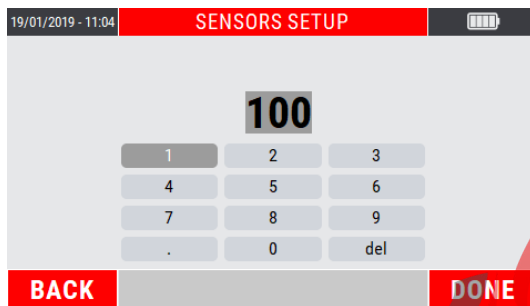 19/01/2019 - 11:04 SENSORS SETUP
100
1 2 3
4 5 6
7 8 9
. 0 del
BACK DONE